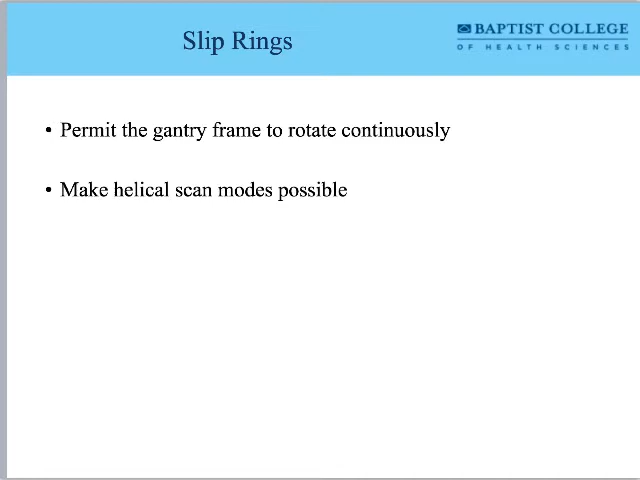 Slip Rings
BAPTIST COLLEGE
OF HEALTH SCIENCES
• Permit the gantry frame to rotate continuously
• Make helical scan modes possible